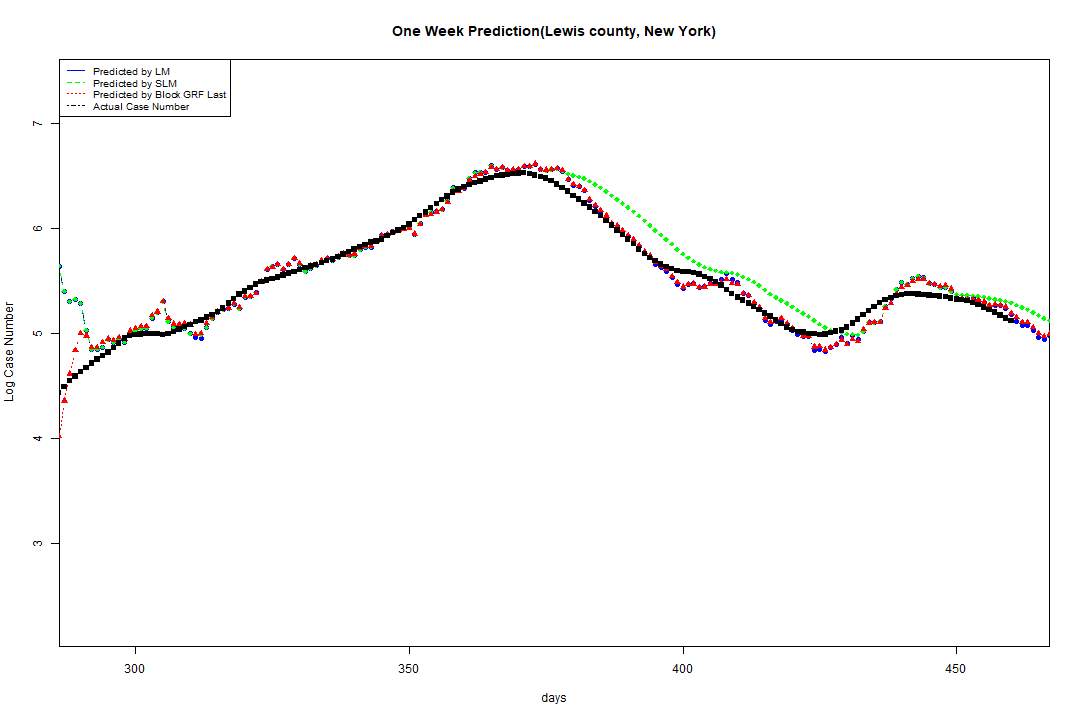 One Week Prediction(Lewis county, New York)
Predicted by LM
Predicted by SLM
Predicted by Block GRF Last
Actual Case Number
7
6
5
4
3
Log Case Number
300
350
400
450
days